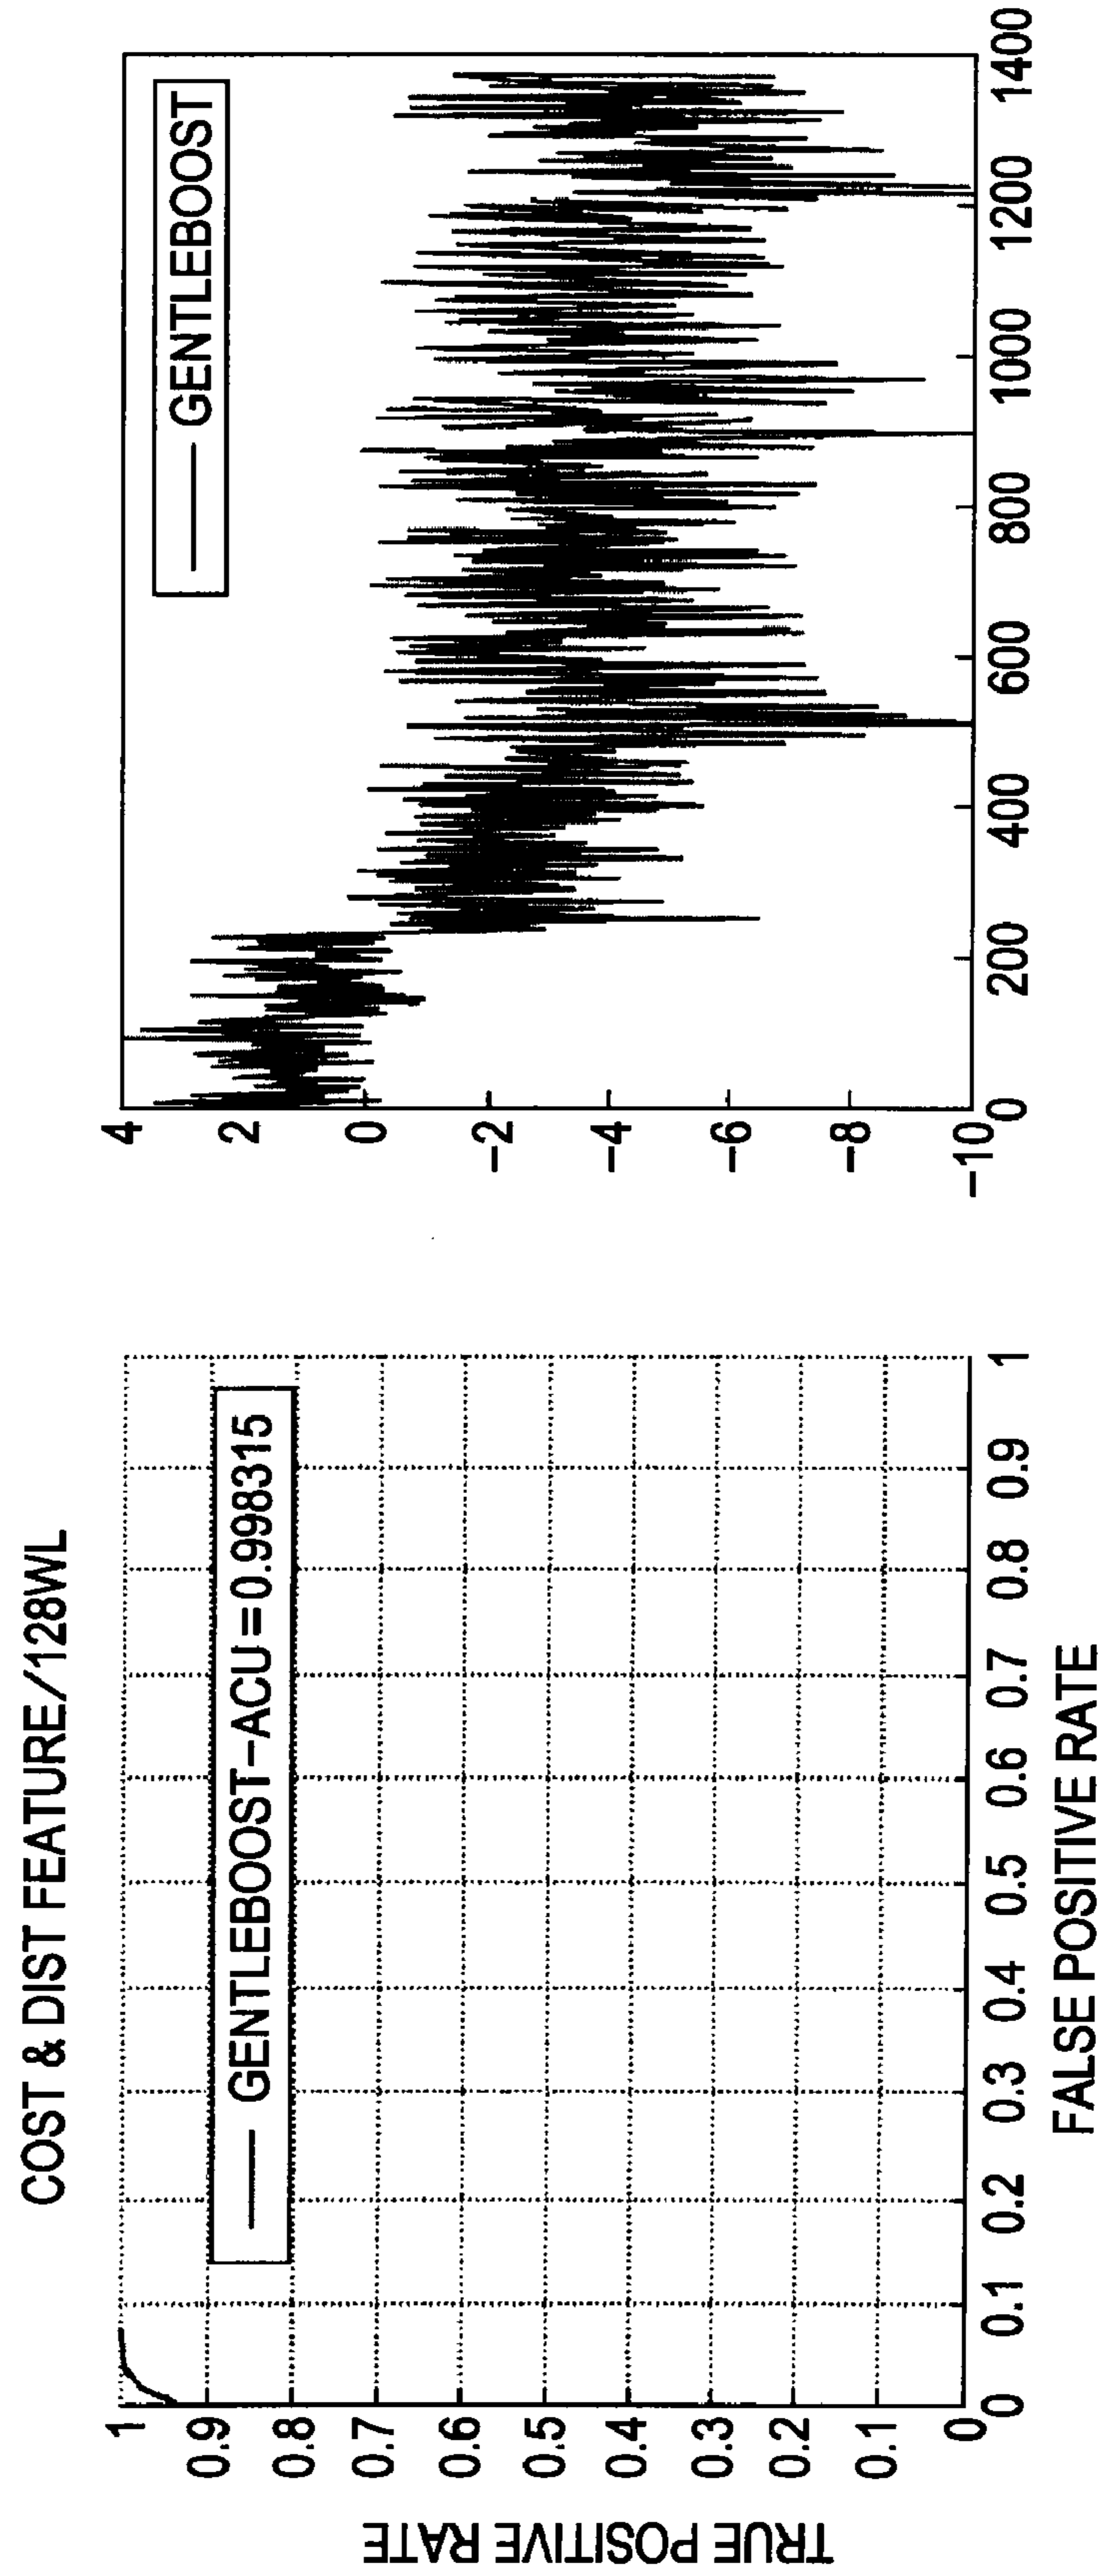 COST & DIST FEATURE/128WL
TRUE POSITIVE RATE
1
0.9
0.8
0.7
0.6
0.5
0.4
0.3
0.2
0.1
0
GENTLEBOOST-ACU=0.998315
0 0.1 0.2 0.3 0.4 0.5 0.6 0.7 0.8 0.9 1
FALSE POSITIVE RATE
4
2
0
-2
-4
-6
-8
-10
GENTLEBOOST
0 200 400 600 800 1000 1200 1400